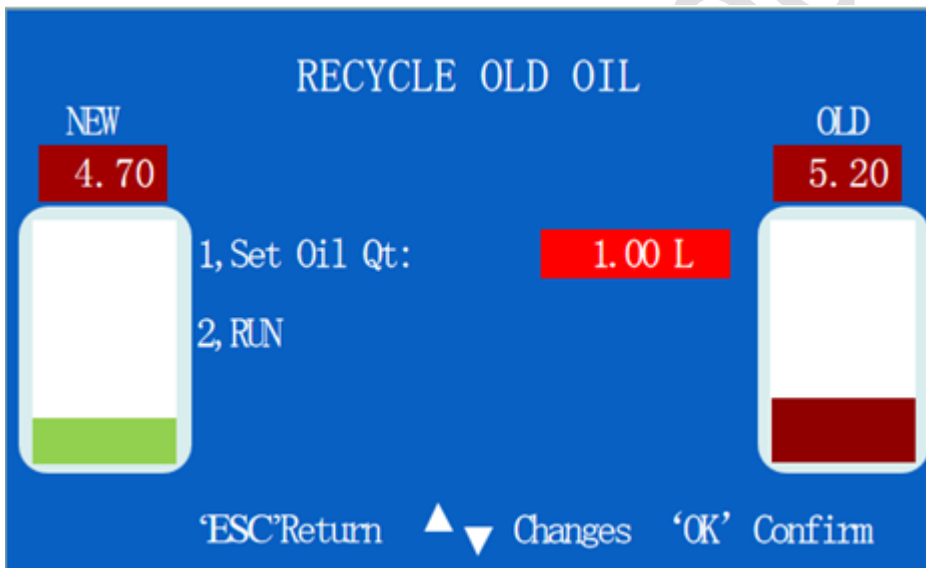 RECYCLE OLD OIL
NEW OLD
4.70 5.20
1,Set Oil Qt: 1.00 L
2,RUN
‘ESC’Return ▲▼ Changes ‘OK’ Confirm